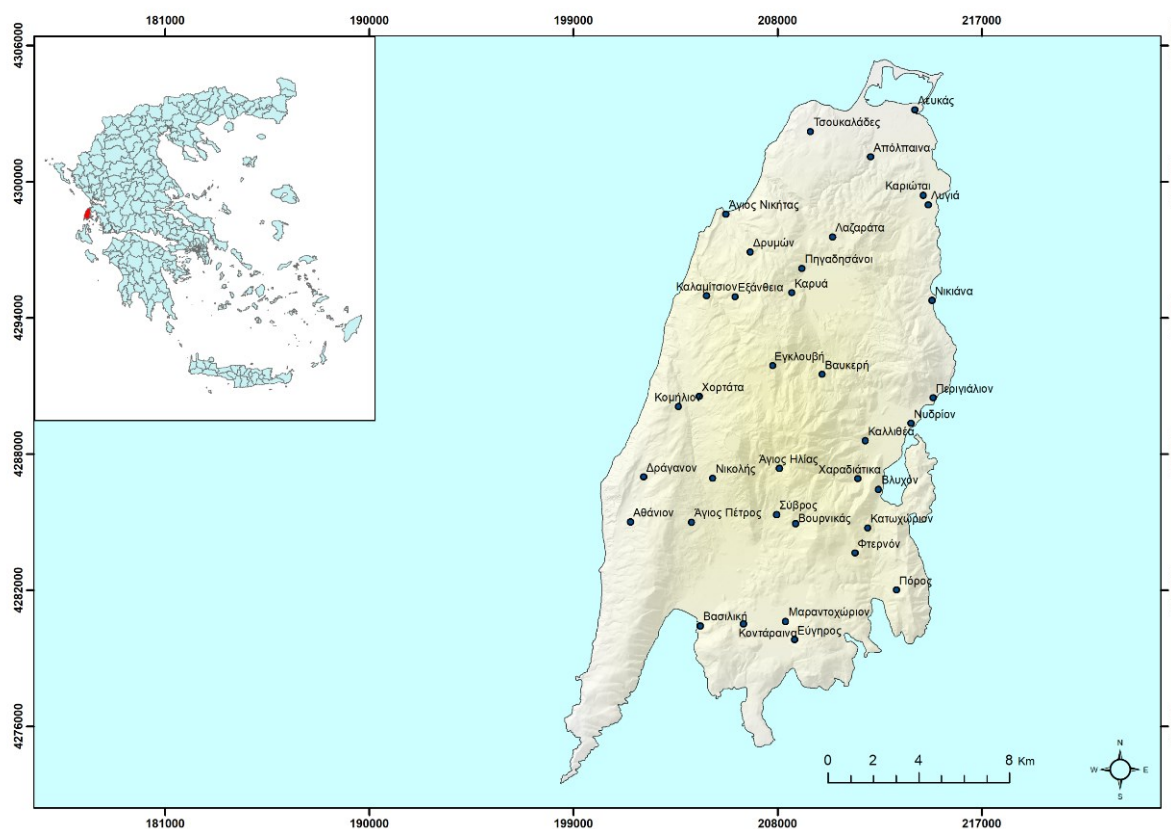 181000
190000
199000
208000
217000
4306000
4300000
4294000
4288000
4282000
4276000
Λευκάς
Τσουκαλάδες
Απόλπαινα
Καριώται
Λυγιά
Άγιος Νικήτας
Λαζαράτα
Δρυμών
Πηγαδησάνοι
Καλαμίτσιον
Εξάνθεια
Καρυά
Νικιάνα
Εγκλουβή
Βαυκερή
Χορτάτα
Περιγιάλιον
Κομήλιον
Νυδρίον
Καλλιθέα
Άγιος Ηλίας
Δράγανον
Νικολής
Χαραδιάτικα
Βλυχόν
Σύβρος
Αθάνιον
Άγιος Πέτρος
Βουρνικάς
Κατωχώριον
Φτερνόν
Πόρος
Βασιλική
Μαραντοχώριον
Κοντάραινα
Εύγηρος
0 2 4 8 Km
N
W E
S
181000
190000
199000
208000
217000